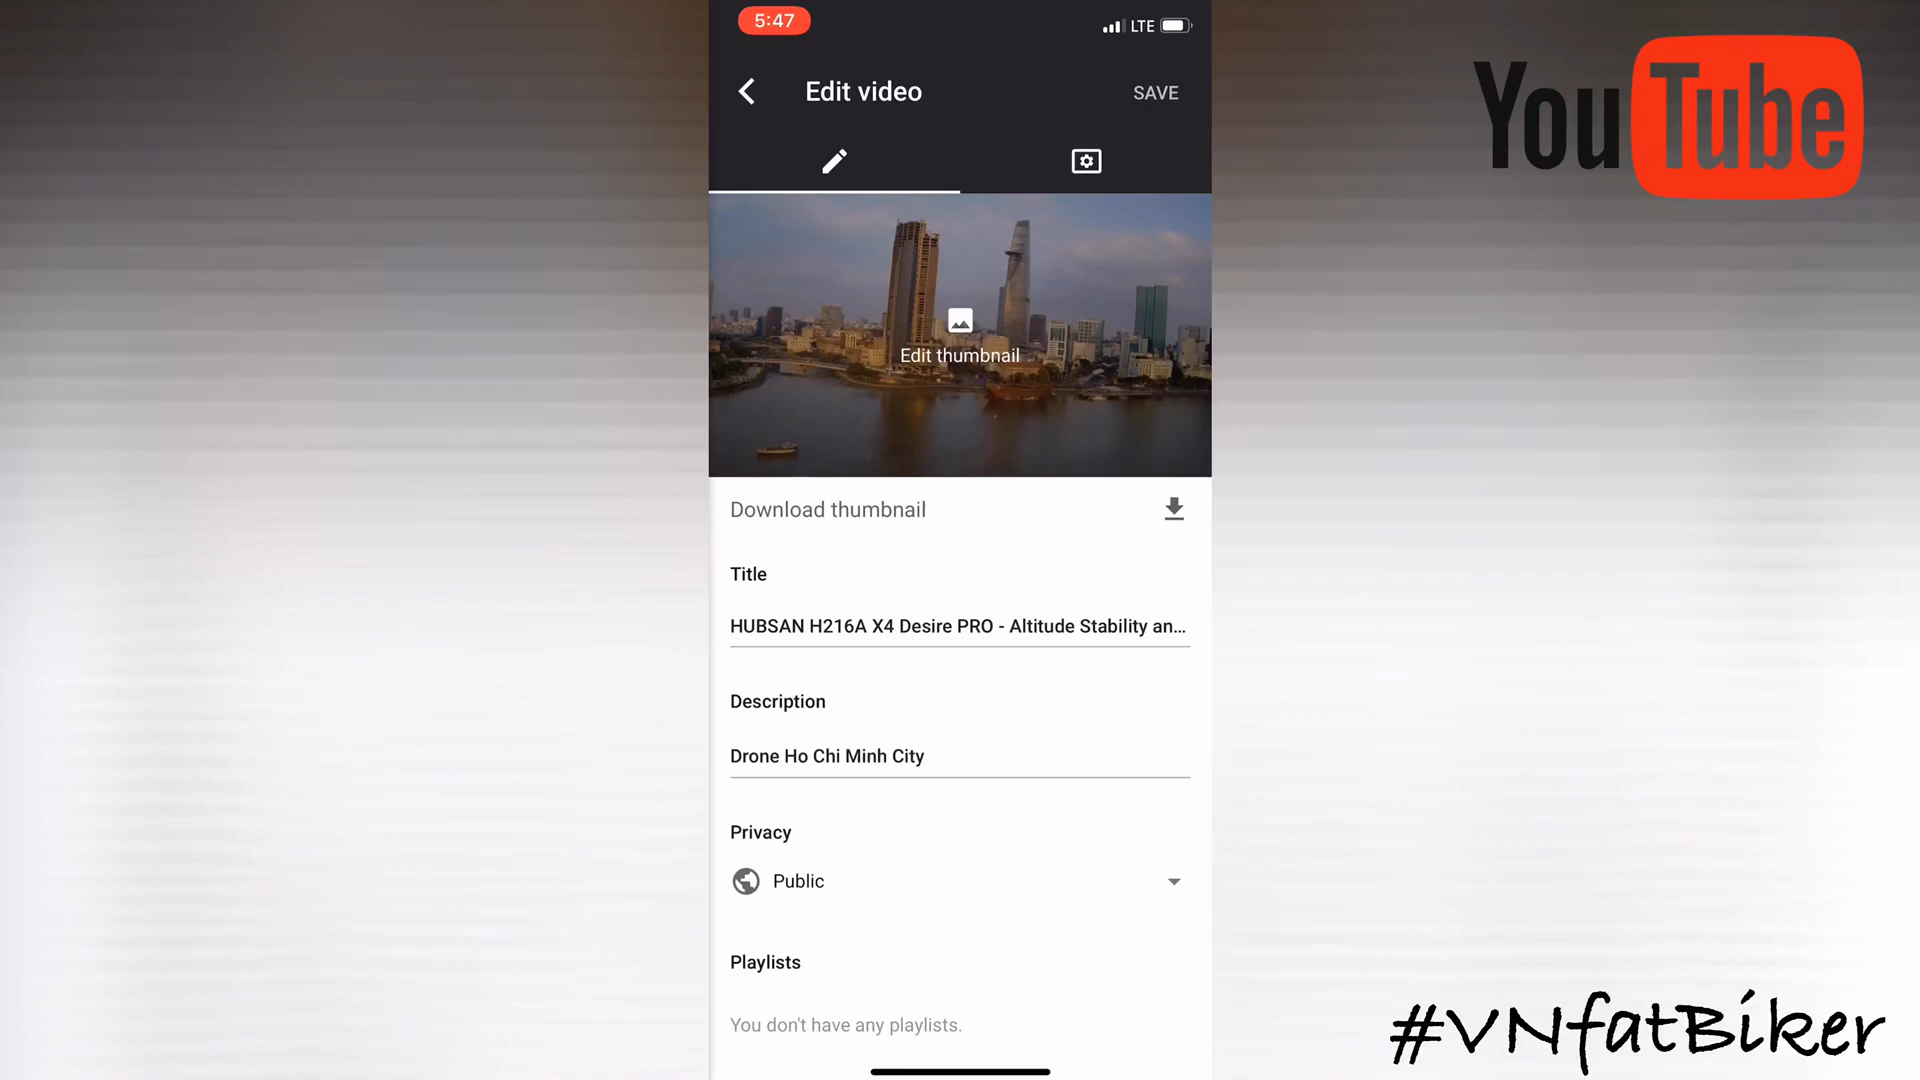 5:47
LTE
Edit video
SAVE
YouTube
Edit thumbnail
Download thumbnail
Title
HUBSAN H216A X4 Desire PRO - Altitude Stability an...
Description
Drone Ho Chi Minh City
Privacy
Public
Playlists
You don't have any playlists.
#VNfatBiker